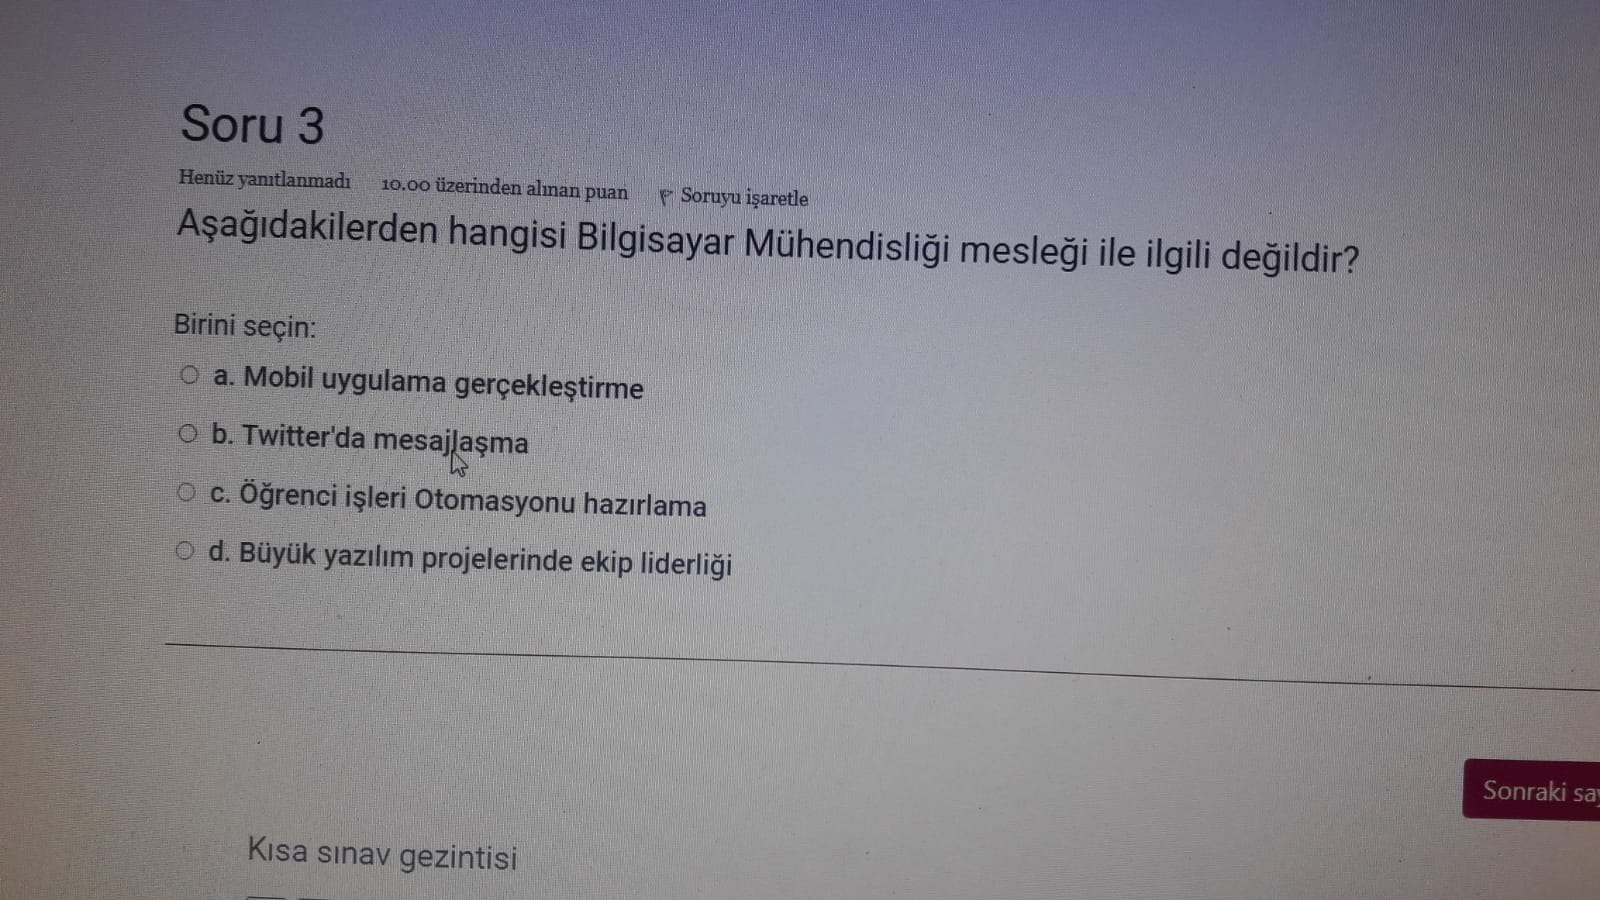 Soru 3
Henüz yanıtlanmadı 10.00 üzerinden alınan puan Soruyu işaretle
Aşağıdakilerden hangisi Bilgisayar Mühendisliği mesleği ile ilgili değildir?
Birini seçin:
a. Mobil uygulama gerçekleştirme
b. Twitter'da mesajlaşma
c. Öğrenci işleri Otomasyonu hazırlama
d. Büyük yazılım projelerinde ekip liderliği
Sonraki
Kısa sınav gezintisi